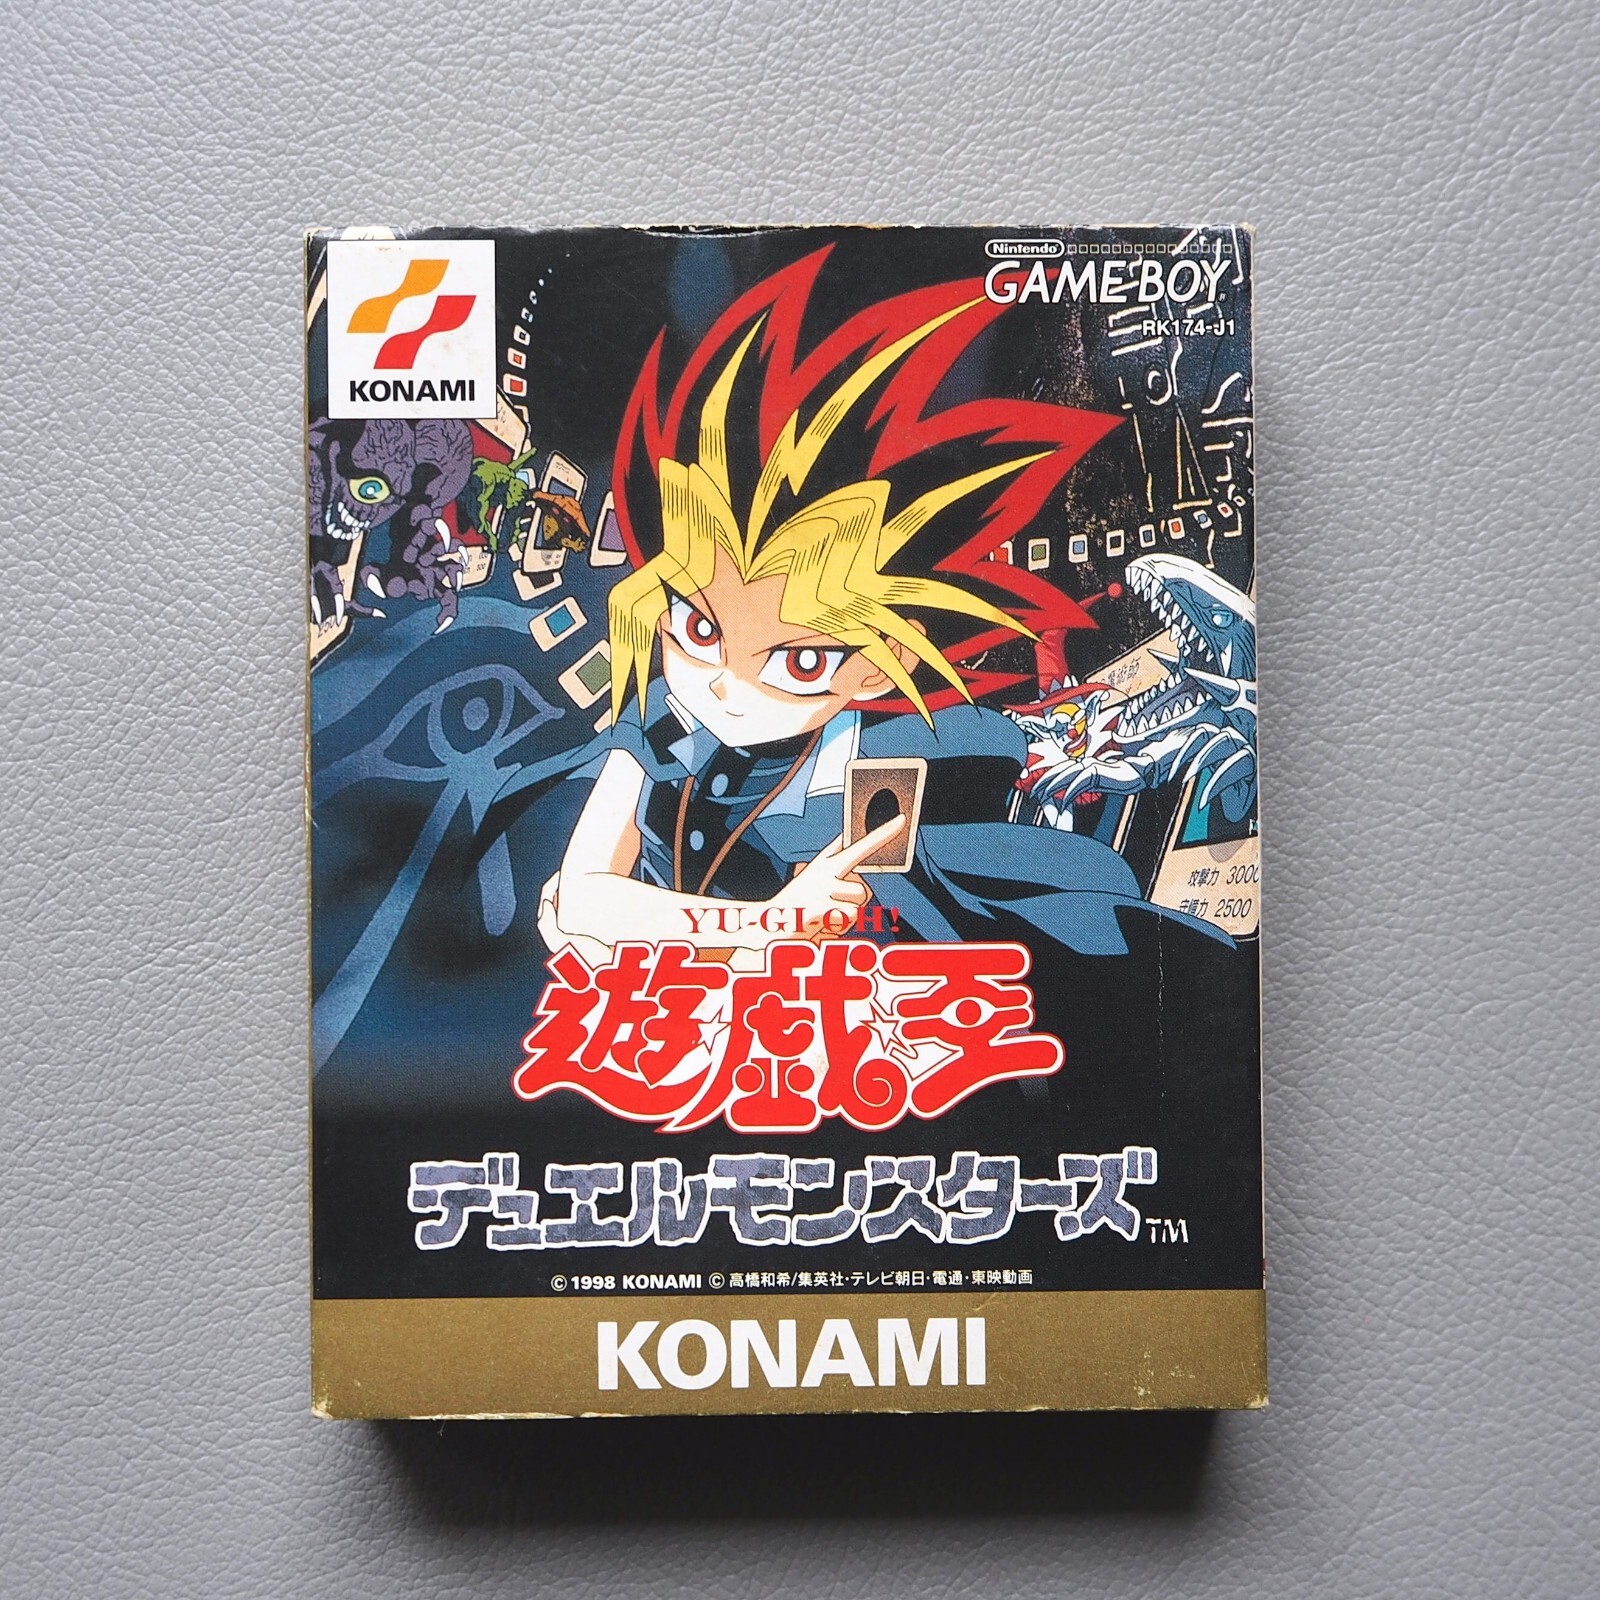 KONAMI
Nintendo
GAME BOY
RK174-J1
攻撃力 3000
守備力 2500
YU-GI-OH!
遊戯王
デュエルモンスターズ™
© 1998 KONAMI © 高橋和希/集英社・テレビ朝日・電通・東映動画
KONAMI